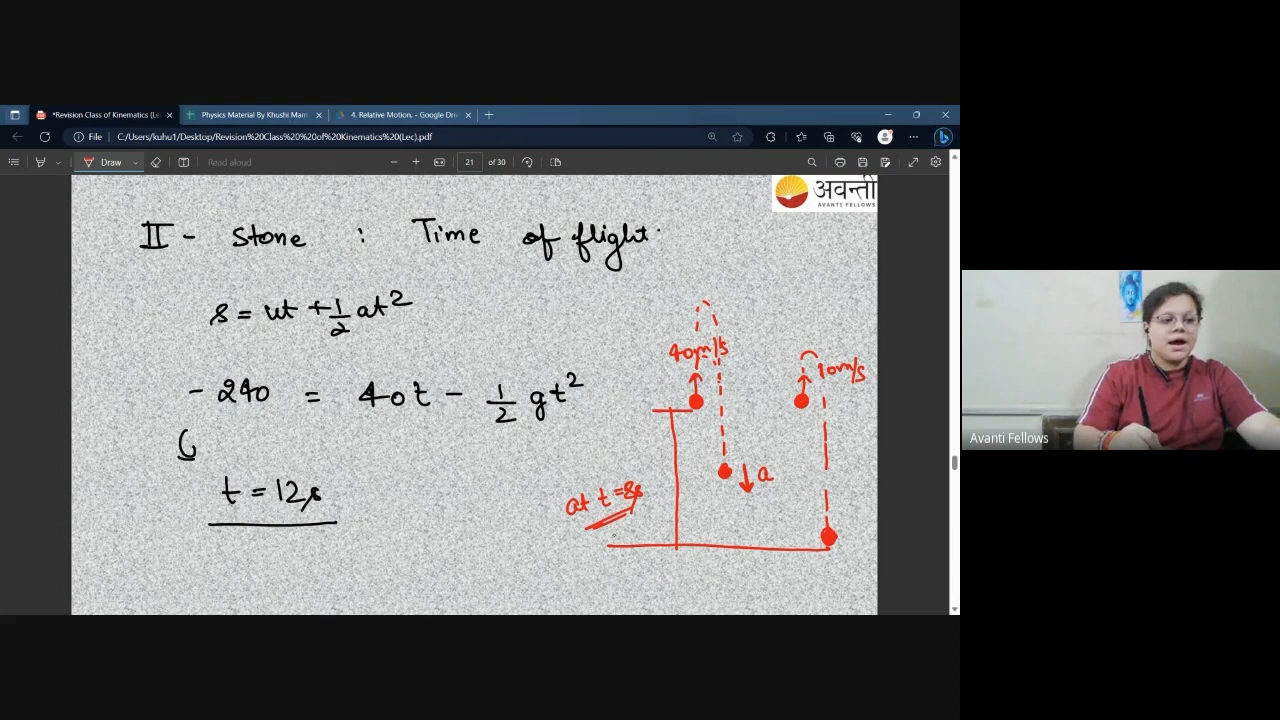 *Revision Class of Kinematics (Le
Physics Material By Khushi Mam
4. Relative Motion. - Google Dri
File
C:/Users/kuhu1/Desktop/Revision%20Class%20%20of%20Kinematics%20(Lec).pdf
Draw
Read aloud
21 of 30
अवन्ती
AVANTI FELLOWS
II - Stone : Time of flight.
s = ut + 1/2 at²
- 240 = 40t - 1/2 gt²
t = 12s
40m/s
10m/s
a
at t = 8s
Avanti Fellows